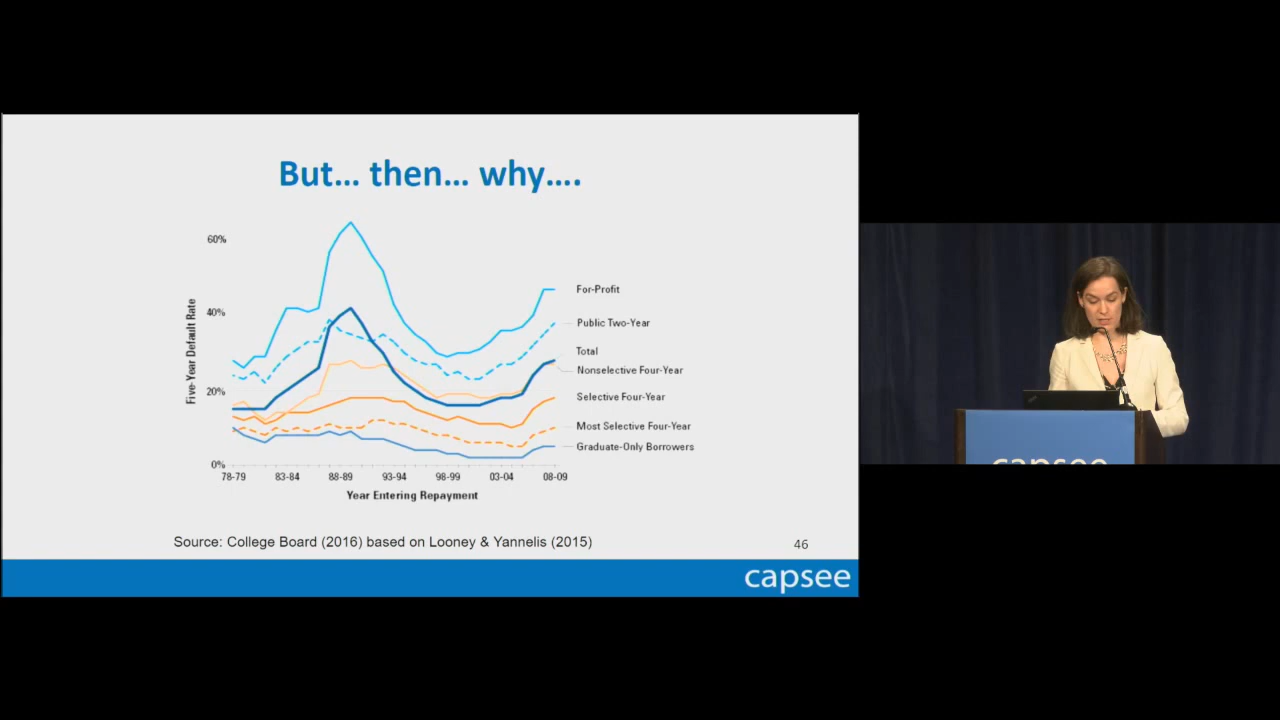 But... then... why....
60%
40%
20%
0%
Five-Year Default Rate
78-79 83-84 88-89 93-94 98-99 03-04 08-09
Year Entering Repayment
For-Profit
Public Two-Year
Total
Nonselective Four-Year
Selective Four-Year
Most Selective Four-Year
Graduate-Only Borrowers
Source: College Board (2016) based on Looney & Yannelis (2015)
46
capsee
capsee